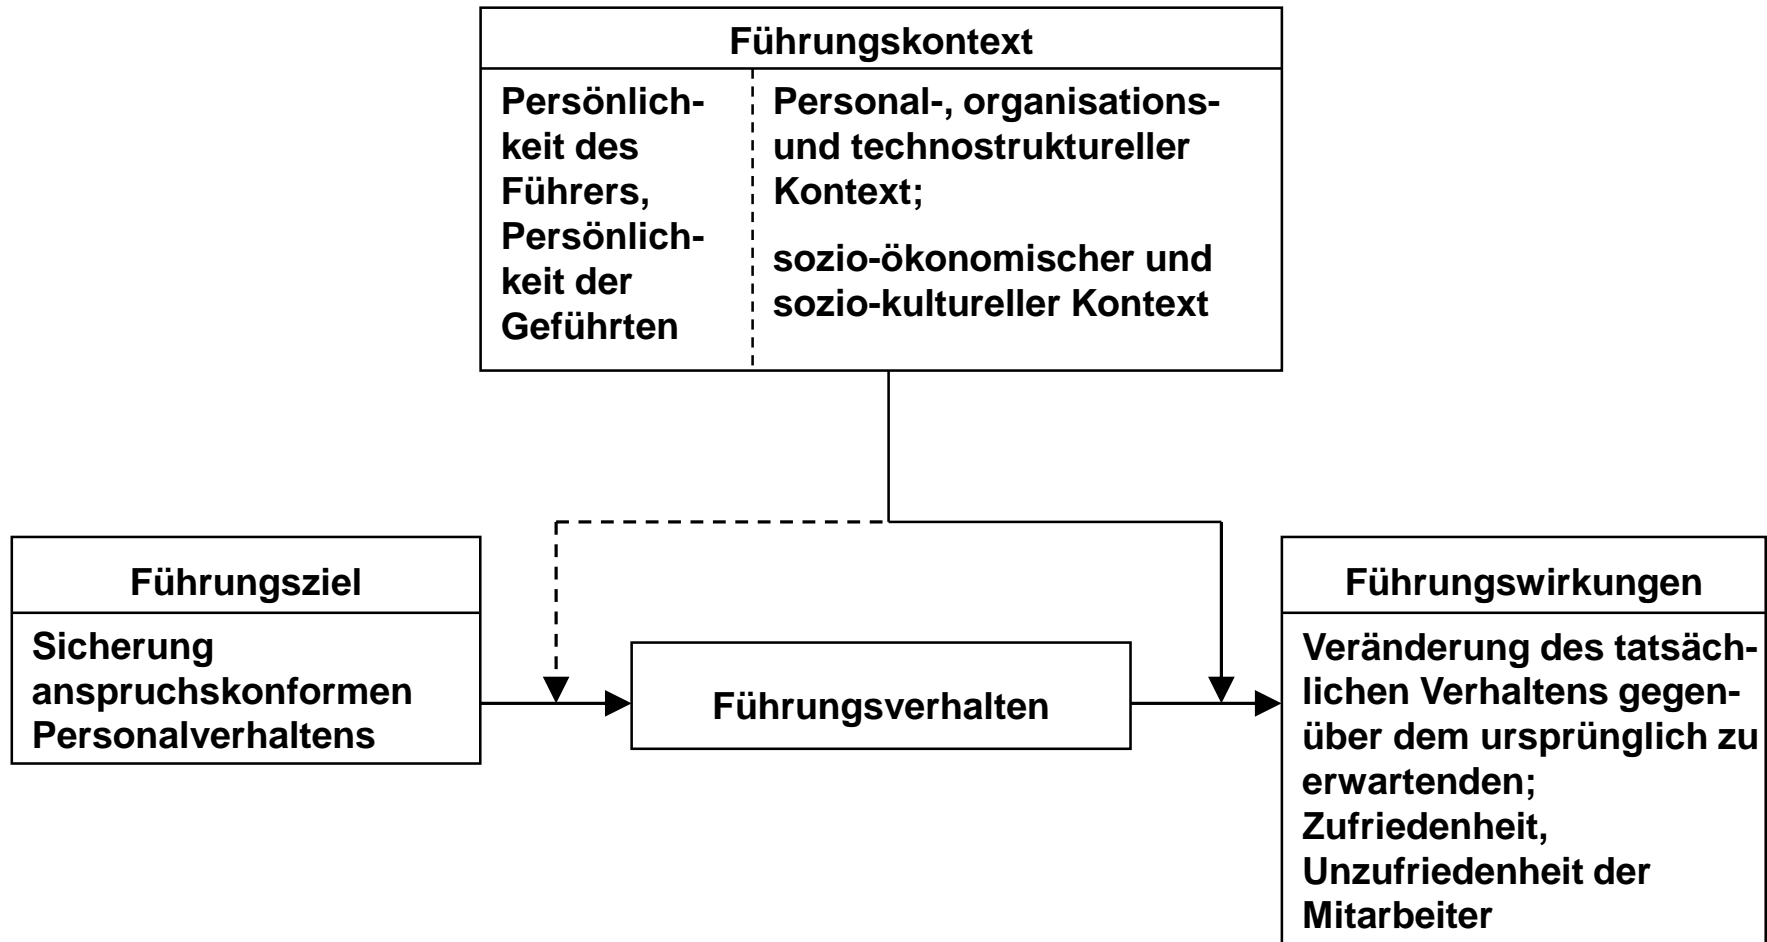 Führungskontext
Persönlich-
keit des
Führers,
Persönlich-
keit der
Geführten
Personal-, organisations-
und technostruktureller
Kontext;
sozio-ökonomischer und
sozio-kultureller Kontext
Führungsziel
Sicherung
anspruchskonformen
Personalverhaltens
Führungsverhalten
Führungswirkungen
Veränderung des tatsäch-
lichen Verhaltens gegen-
über dem ursprünglich zu
erwartenden;
Zufriedenheit,
Unzufriedenheit der
Mitarbeiter